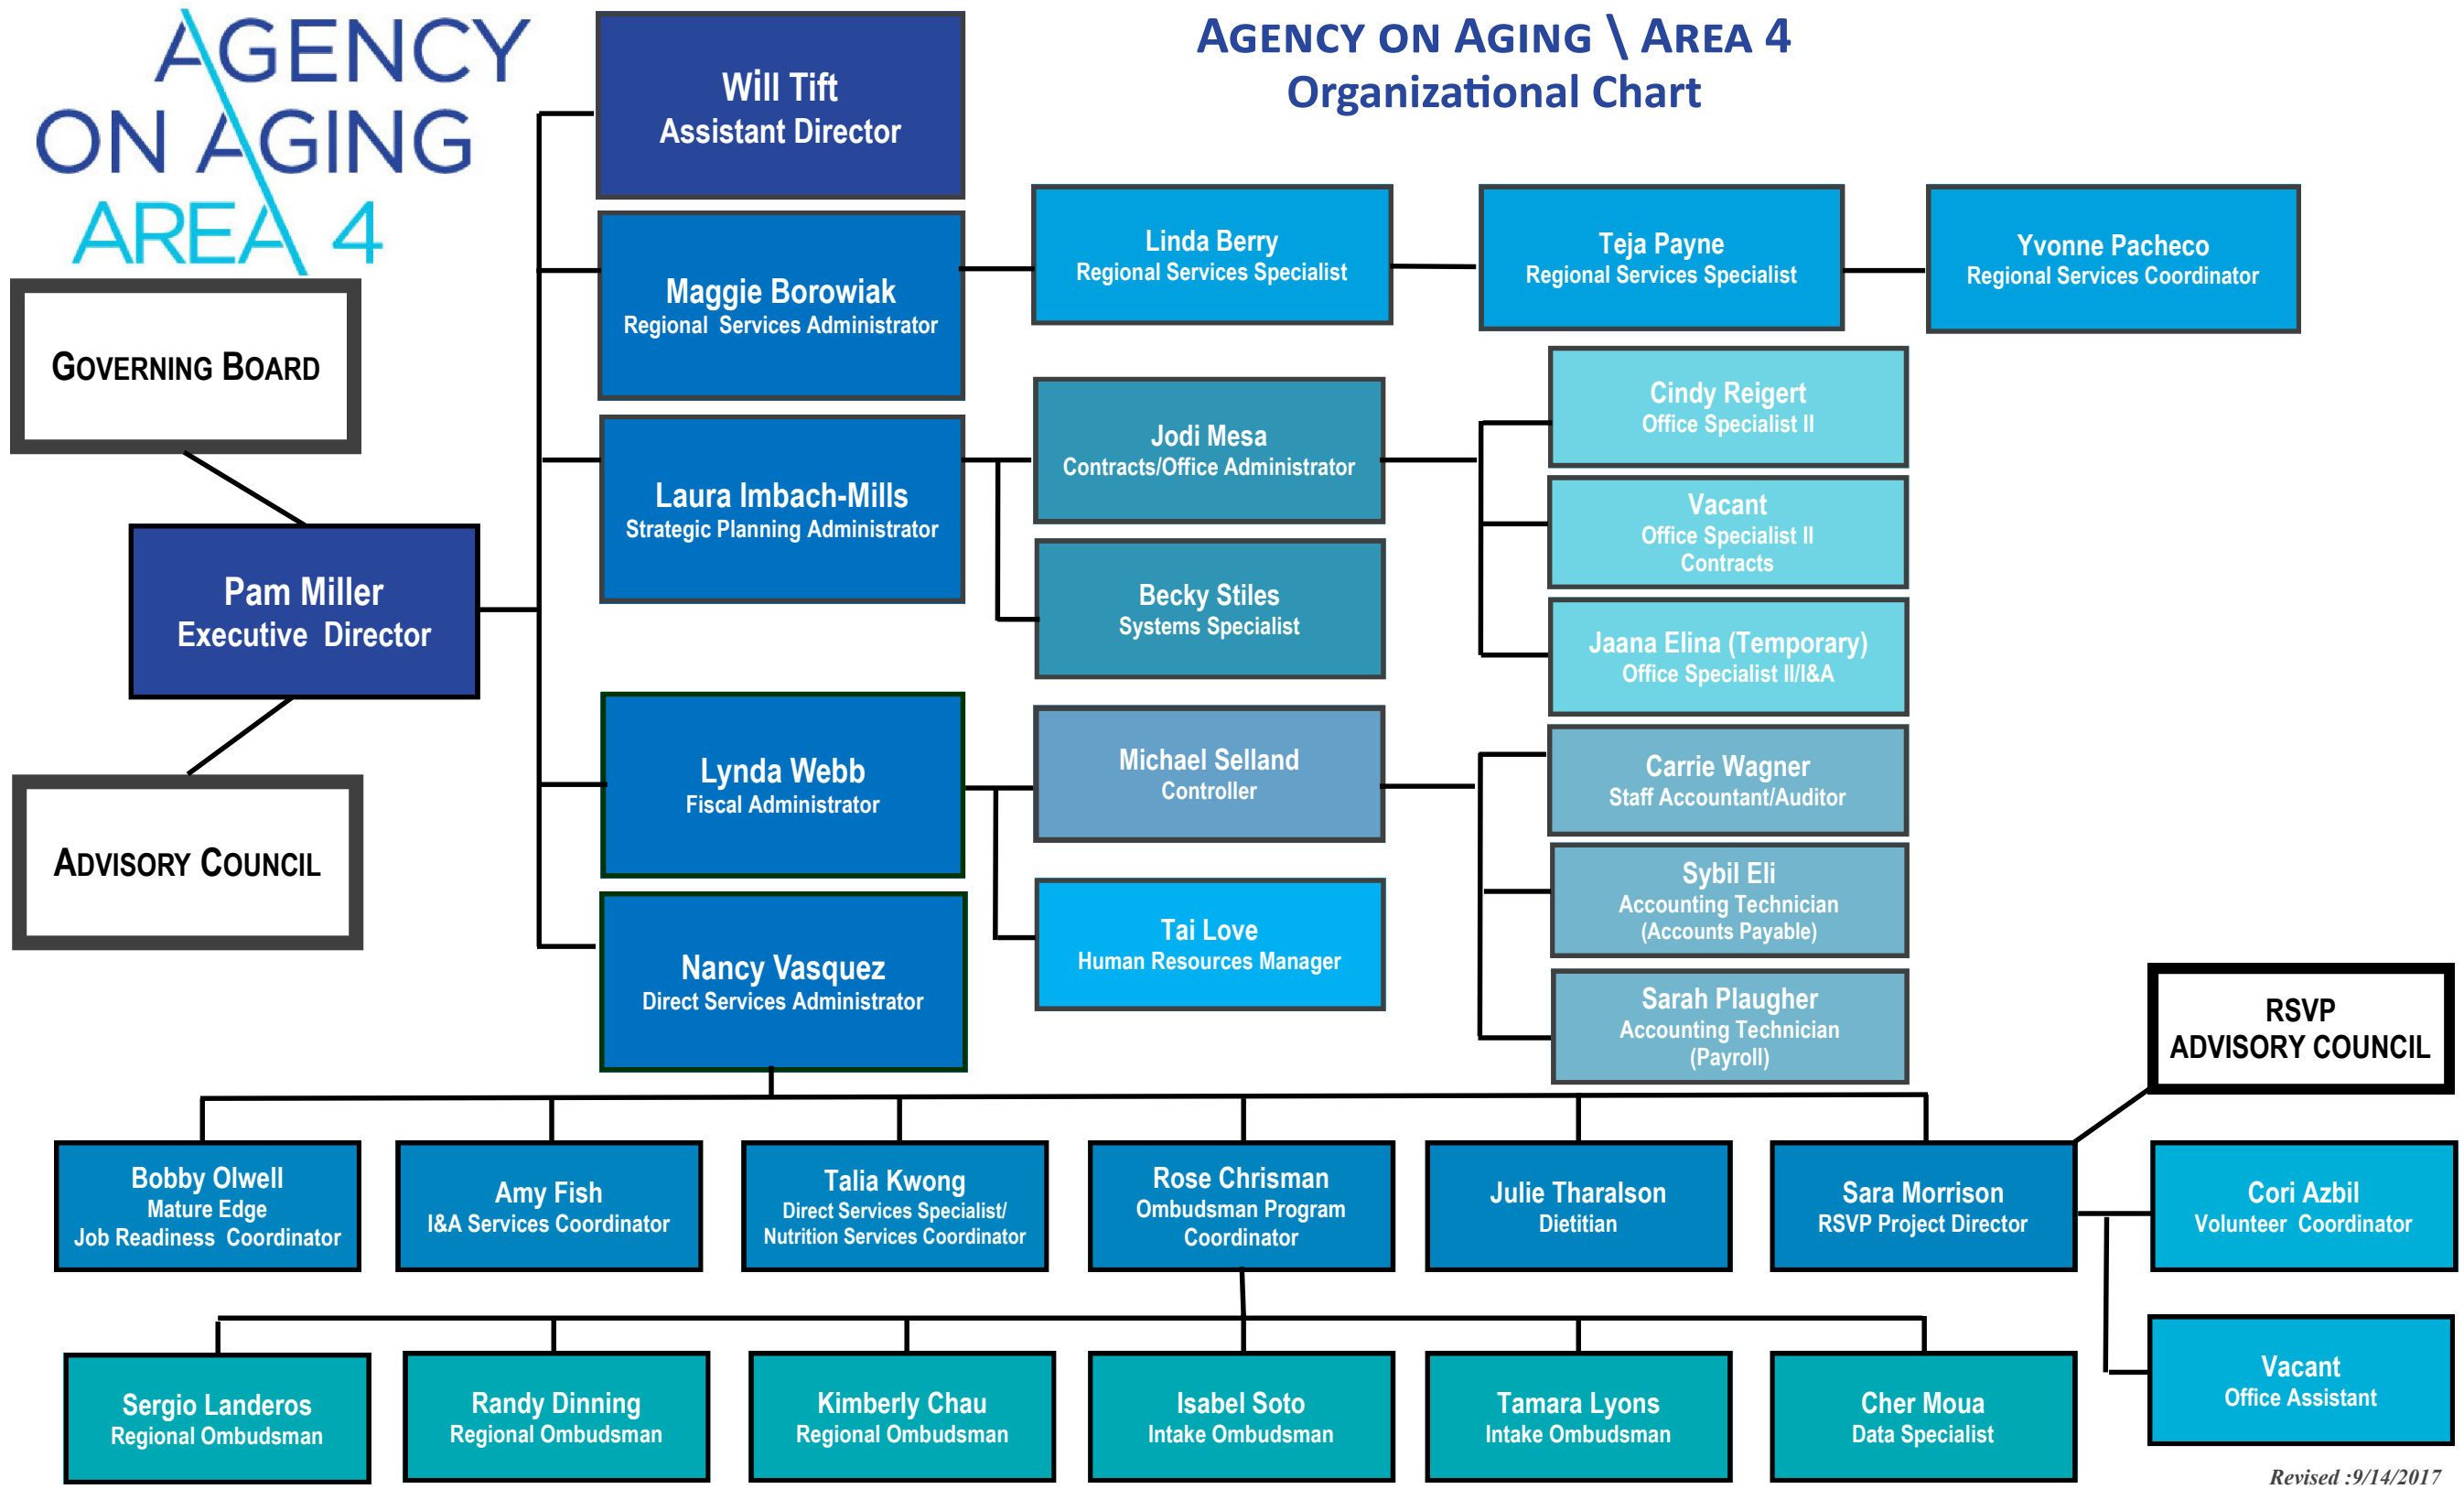 AGENCY
ON AGING
AREA 4
AGENCY ON AGING \ AREA 4
Organizational Chart
Will Tift
Assistant Director
Maggie Borowiak
Regional Services Administrator
Linda Berry
Regional Services Specialist
Teja Payne
Regional Services Specialist
Yvonne Pacheco
Regional Services Coordinator
GOVERNING BOARD
Laura Imbach-Mills
Strategic Planning Administrator
Jodi Mesa
Contracts/Office Administrator
Cindy Reigert
Office Specialist II
Vacant
Office Specialist II
Contracts
Becky Stiles
Systems Specialist
Jaana Elina (Temporary)
Office Specialist II/I&A
Pam Miller
Executive Director
ADVISORY COUNCIL
Lynda Webb
Fiscal Administrator
Michael Selland
Controller
Carrie Wagner
Staff Accountant/Auditor
Sybil Eli
Accounting Technician
(Accounts Payable)
Tai Love
Human Resources Manager
Sarah Plaugher
Accounting Technician
(Payroll)
Nancy Vasquez
Direct Services Administrator
RSVP
ADVISORY COUNCIL
Bobby Olwell
Mature Edge
Job Readiness Coordinator
Amy Fish
I&A Services Coordinator
Talia Kwong
Direct Services Specialist/
Nutrition Services Coordinator
Rose Chrisman
Ombudsman Program
Coordinator
Julie Tharalson
Dietitian
Sara Morrison
RSVP Project Director
Cori Azbil
Volunteer Coordinator
Sergio Landeros
Regional Ombudsman
Randy Dinning
Regional Ombudsman
Kimberly Chau
Regional Ombudsman
Isabel Soto
Intake Ombudsman
Tamara Lyons
Intake Ombudsman
Cher Moua
Data Specialist
Vacant
Office Assistant
Revised :9/14/2017